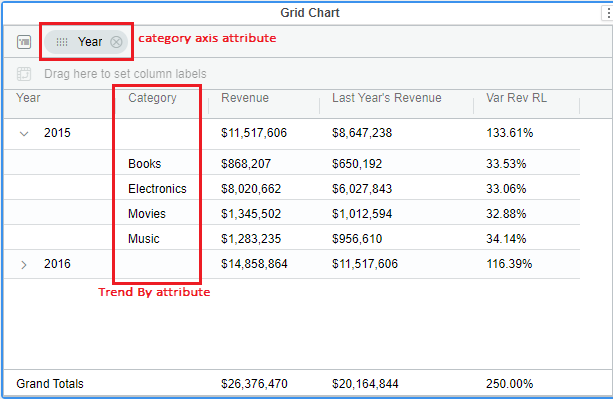 Grid Chart
Year category axis attribute
Drag here to set column labels
Year Category Revenue Last Year's Revenue Var Rev RL
2015 $11,517,606 $8,647,238 133.61%
Books $868,207 $650,192 33.53%
Electronics $8,020,662 $6,027,843 33.06%
Movies $1,345,502 $1,012,594 32.88%
Music $1,283,235 $956,610 34.14%
2016 $14,858,864 $11,517,606 116.39%
Trend By attribute
Grand Totals $26,376,470 $20,164,844 250.00%